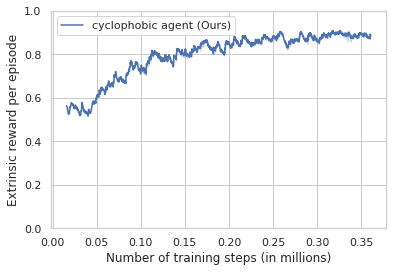 cyclophobic agent (Ours)
Extrinsic reward per episode
1.0
0.8
0.6
0.4
0.2
0.0
0.00 0.05 0.10 0.15 0.20 0.25 0.30 0.35
Number of training steps (in millions)